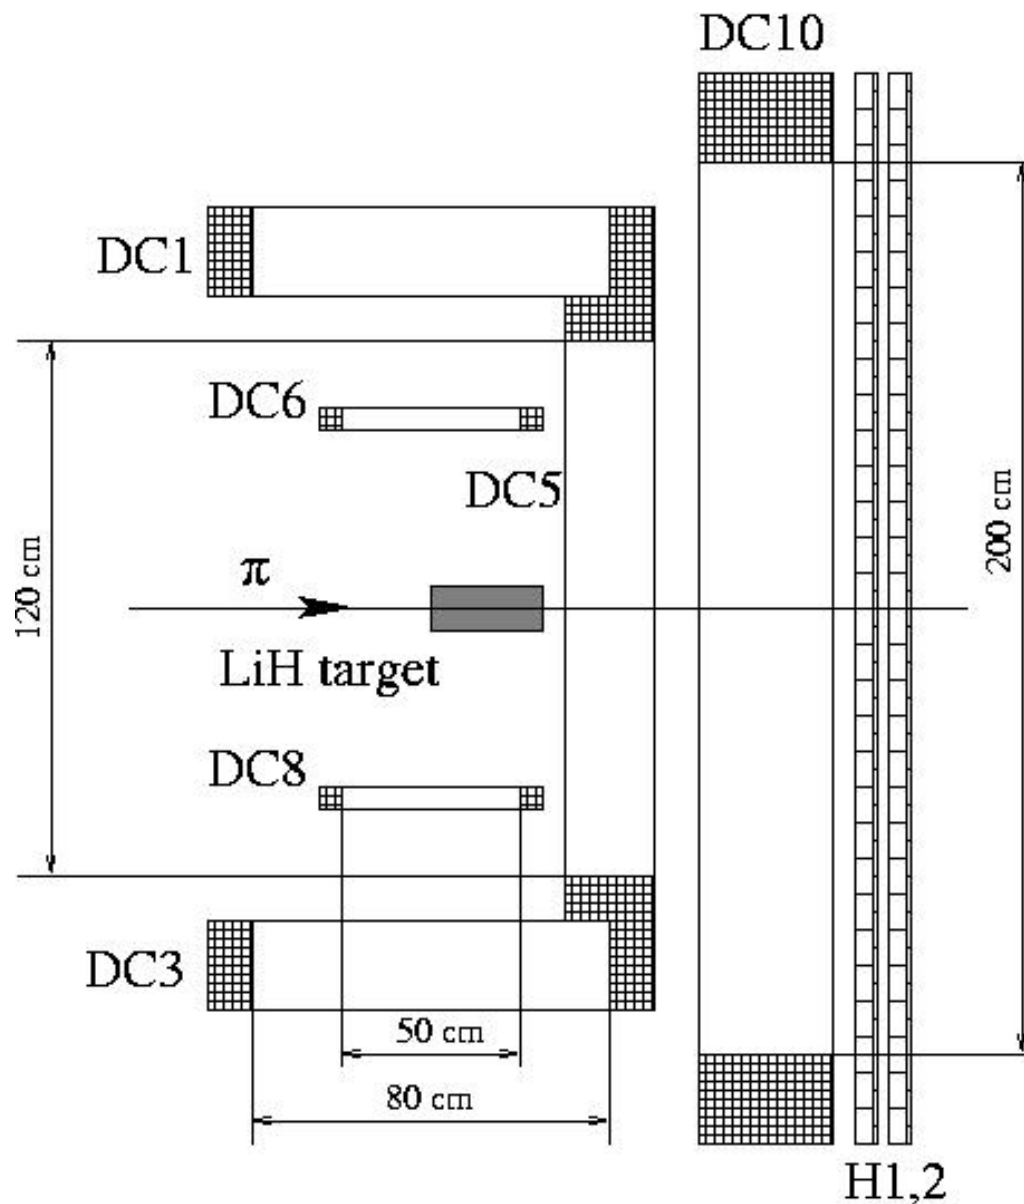 DC10
DC1
DC6
DC5
π
120 cm
200 cm
LiH target
DC8
DC3
50 cm
80 cm
H1,2